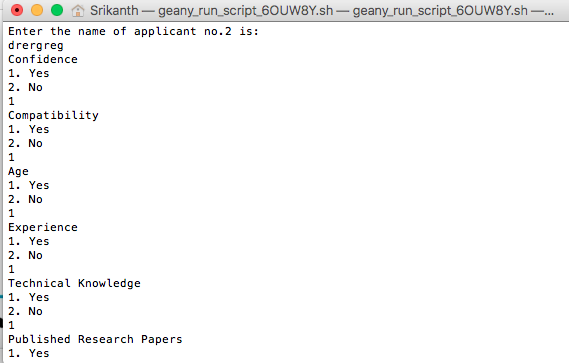 Srikanth — geany_run_script_6OUW8Y.sh — geany_run_script_6OUW8Y.sh —...
Enter the name of applicant no.2 is:
drergreg
Confidence
1. Yes
2. No
1
Compatibility
1. Yes
2. No
1
Age
1. Yes
2. No
1
Experience
1. Yes
2. No
1
Technical Knowledge
1. Yes
2. No
1
Published Research Papers
1. Yes